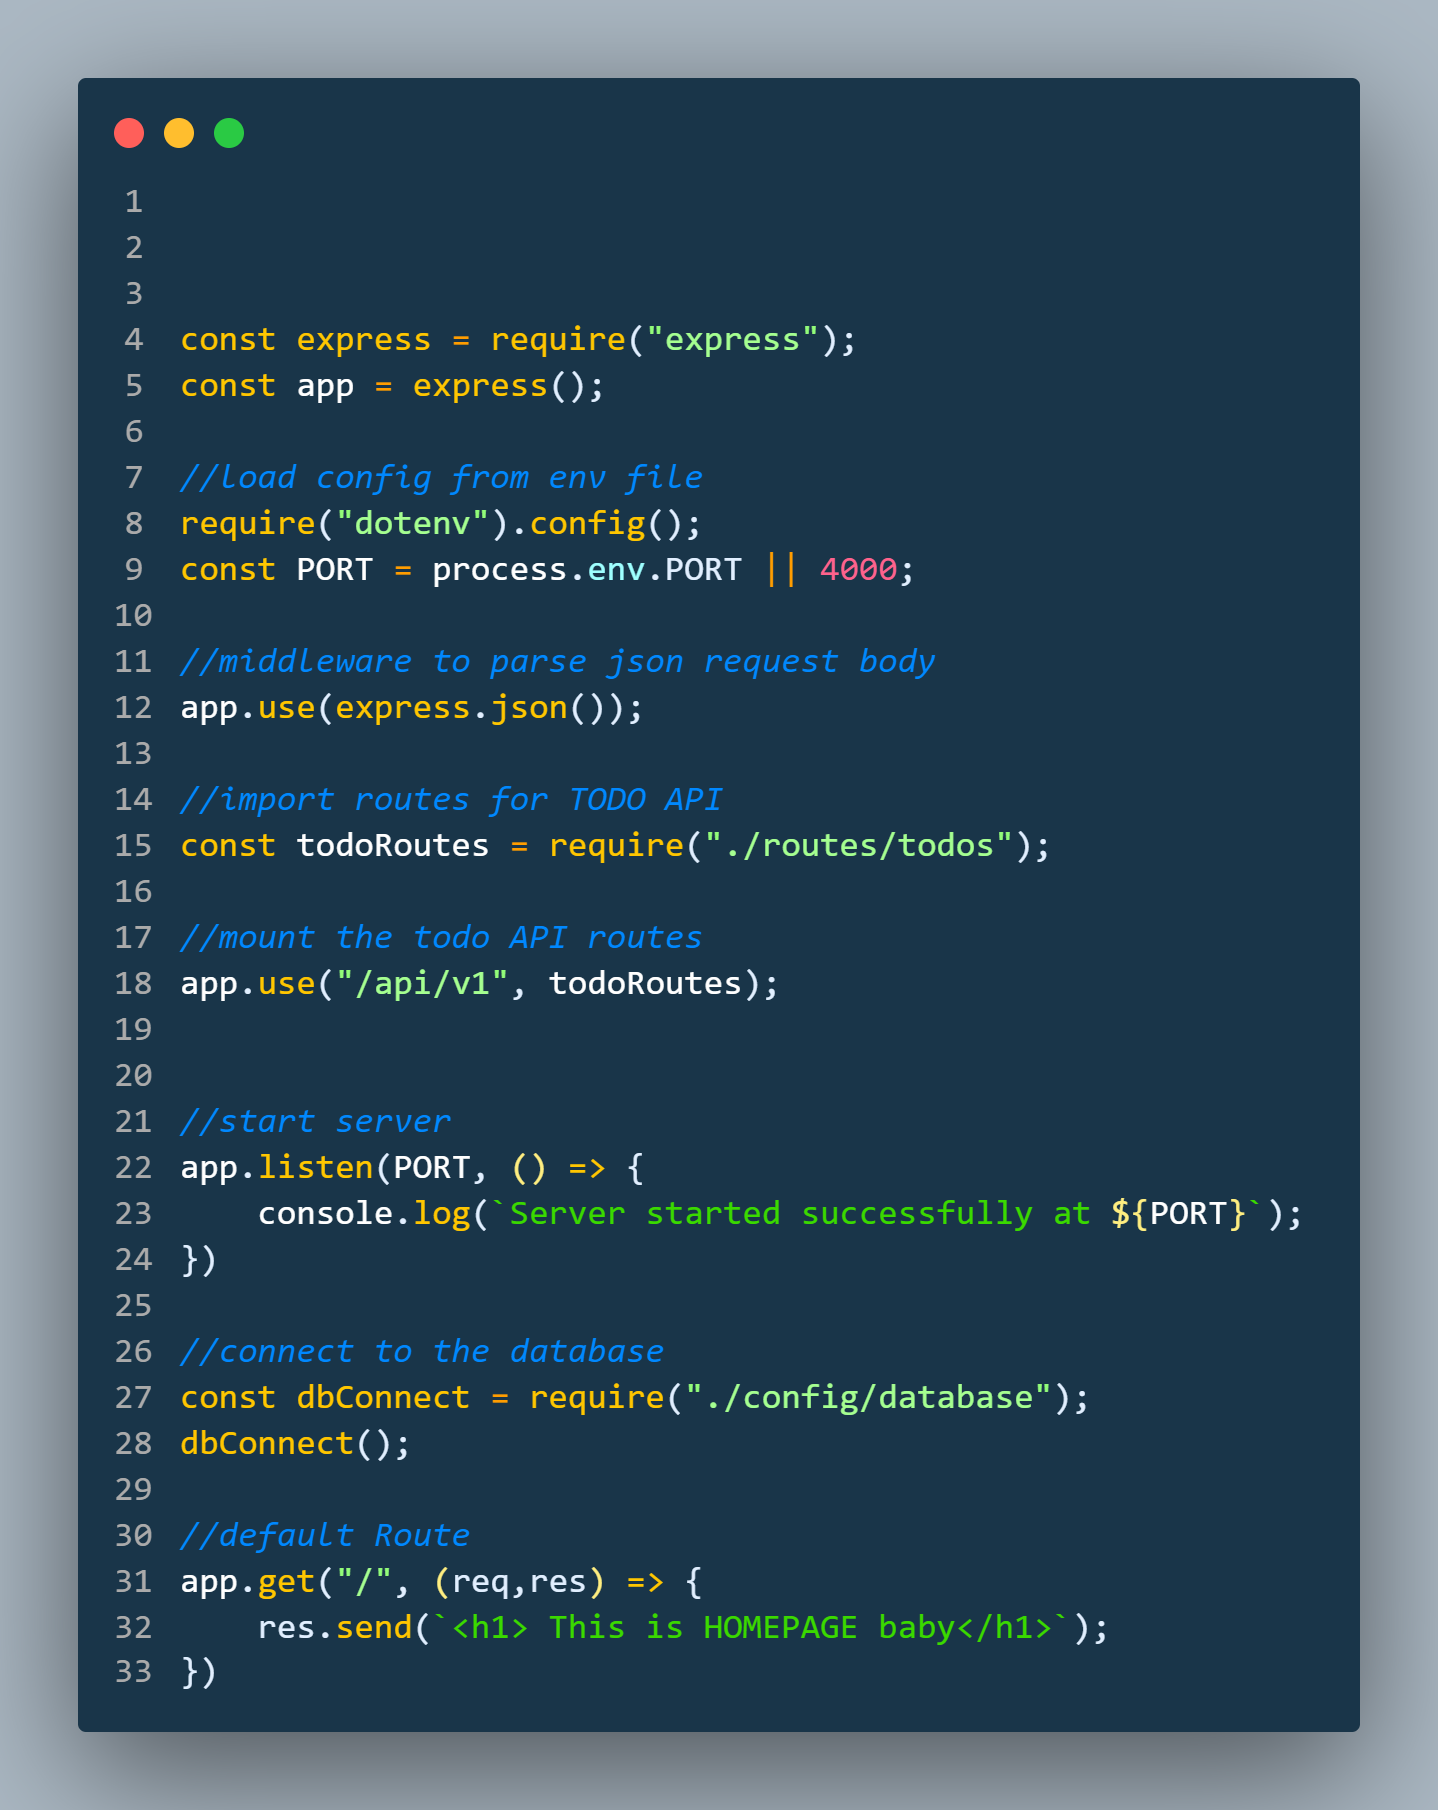 1
2
3
4 const express = require("express");
5 const app = express();
6
7 //load config from env file
8 require("dotenv").config();
9 const PORT = process.env.PORT || 4000;
10
11 //middleware to parse json request body
12 app.use(express.json());
13
14 //import routes for TODO API
15 const todoRoutes = require("./routes/todos");
16
17 //mount the todo API routes
18 app.use("/api/v1", todoRoutes);
19
20
21 //start server
22 app.listen(PORT, () => {
23     console.log(`Server started successfully at ${PORT}`);
24 })
25
26 //connect to the database
27 const dbConnect = require("./config/database");
28 dbConnect();
29
30 //default Route
31 app.get("/", (req,res) => {
32     res.send(`<h1> This is HOMEPAGE baby</h1>`);
33 })